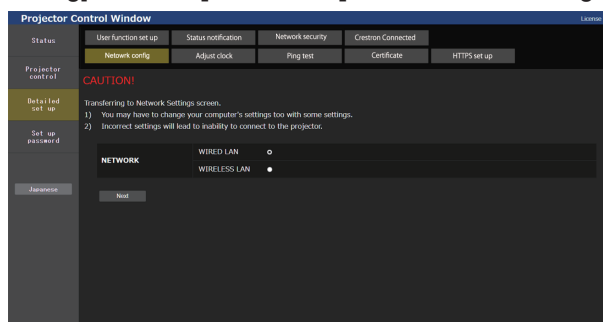 Projector Control Window
License
Status
User function set up
Status notification
Network security
Crestron Connected
Netowrk config
Adjust clock
Ping test
Certificate
HTTPS set up
Projector
control
CAUTION!
Detailed
set up
Transferring to Network Settings screen.
1) You may have to change your computer's settings too with some settings.
2) Incorrect settings will lead to inability to connect to the projector.
Set up
password
NETWORK
WIRED LAN
WIRELESS LAN
Japanese
Next